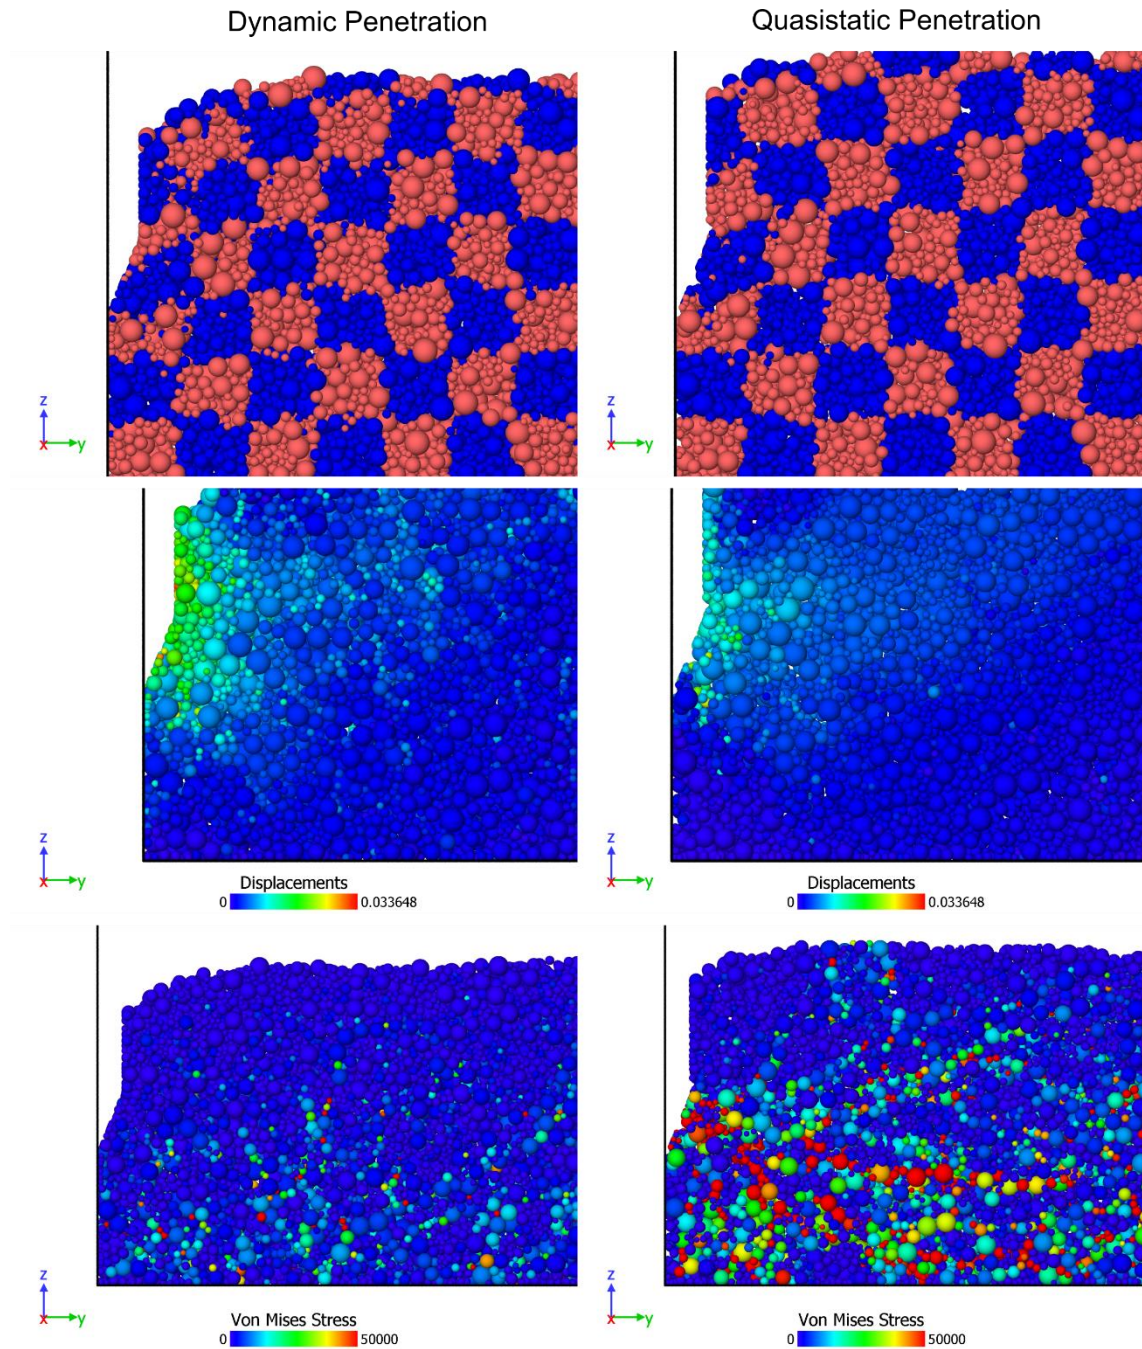 Dynamic Penetration
Quasistatic Penetration
z
x y
z
x y
z
x y
z
x y
Displacements
0 0.033648
Displacements
0 0.033648
z
x y
z
x y
Von Mises Stress
0 50000
Von Mises Stress
0 50000